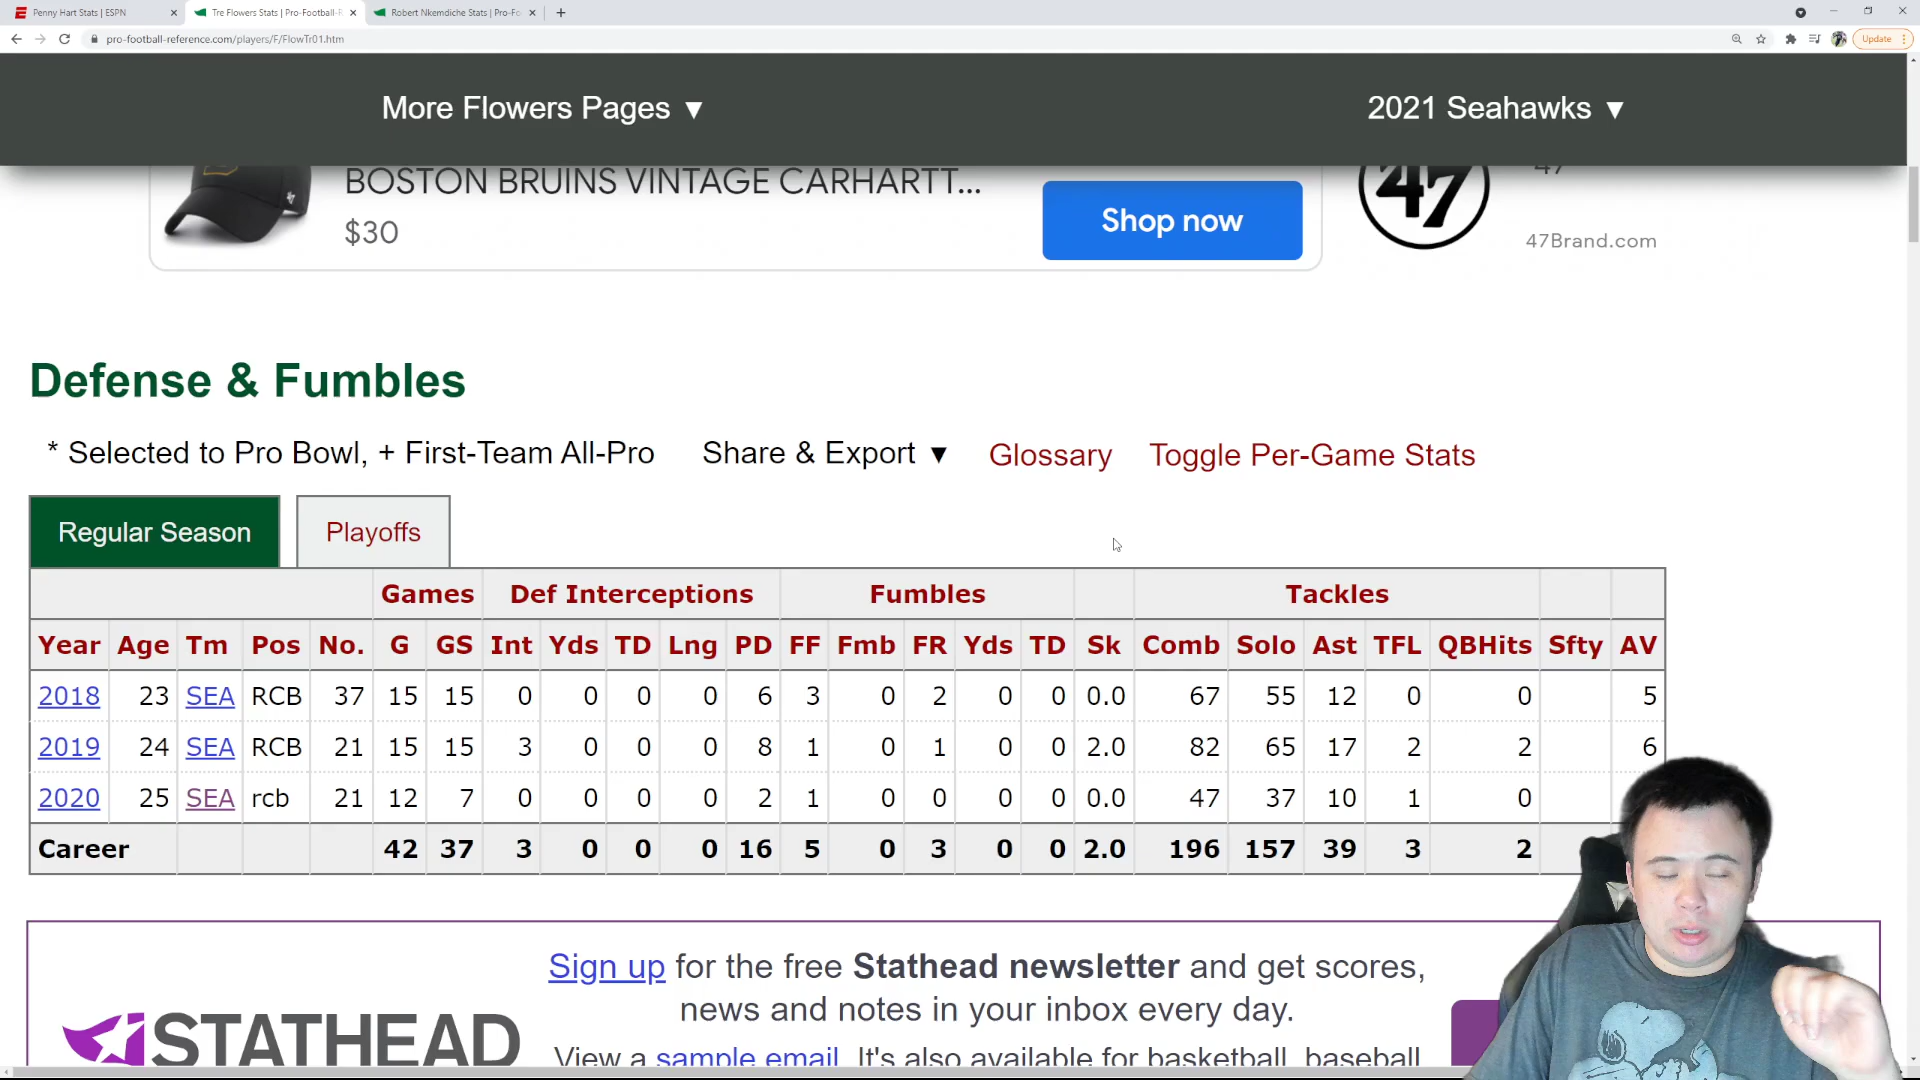 Penny Hart Stats | ESPN
Tre Flowers Stats | Pro-Football-R
Robert Nkemdiche Stats | Pro-Fo
pro-football-reference.com/players/F/FlowTr01.htm
Update
More Flowers Pages ▼
2021 Seahawks ▼
BOSTON BRUINS VINTAGE CARHARTT...
$30
Shop now
47
47
47Brand.com
Defense & Fumbles
* Selected to Pro Bowl, + First-Team All-Pro
Share & Export ▼
Glossary
Toggle Per-Game Stats
Regular Season
Playoffs
Games Def Interceptions Fumbles Tackles
Year Age Tm Pos No. G GS Int Yds TD Lng PD FF Fmb FR Yds TD Sk Comb Solo Ast TFL QBHits Sfty AV
2018 23 SEA RCB 37 15 15 0 0 0 0 6 3 0 2 0 0 0.0 67 55 12 0 0 5
2019 24 SEA RCB 21 15 15 3 0 0 0 8 1 0 1 0 0 2.0 82 65 17 2 2 6
2020 25 SEA rcb 21 12 7 0 0 0 0 2 1 0 0 0 0 0.0 47 37 10 1 0
Career 42 37 3 0 0 0 16 5 0 3 0 0 2.0 196 157 39 3 2
Sign up for the free Stathead newsletter and get scores,
news and notes in your inbox every day.
STATHEAD
View a sample email. It's also available for basketball, baseball